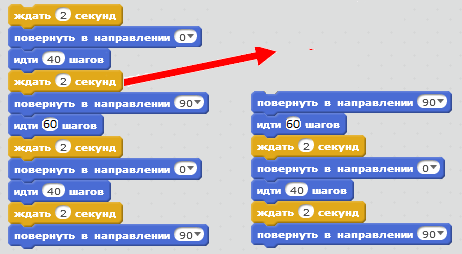 ждать 2 секунд
повернуть в направлении 0
идти 40 шагов
ждать 2 секунд
повернуть в направлении 90
идти 60 шагов
ждать 2 секунд
повернуть в направлении 0
идти 40 шагов
ждать 2 секунд
повернуть в направлении 90
повернуть в направлении 90
идти 60 шагов
ждать 2 секунд
повернуть в направлении 0
идти 40 шагов
ждать 2 секунд
повернуть в направлении 90